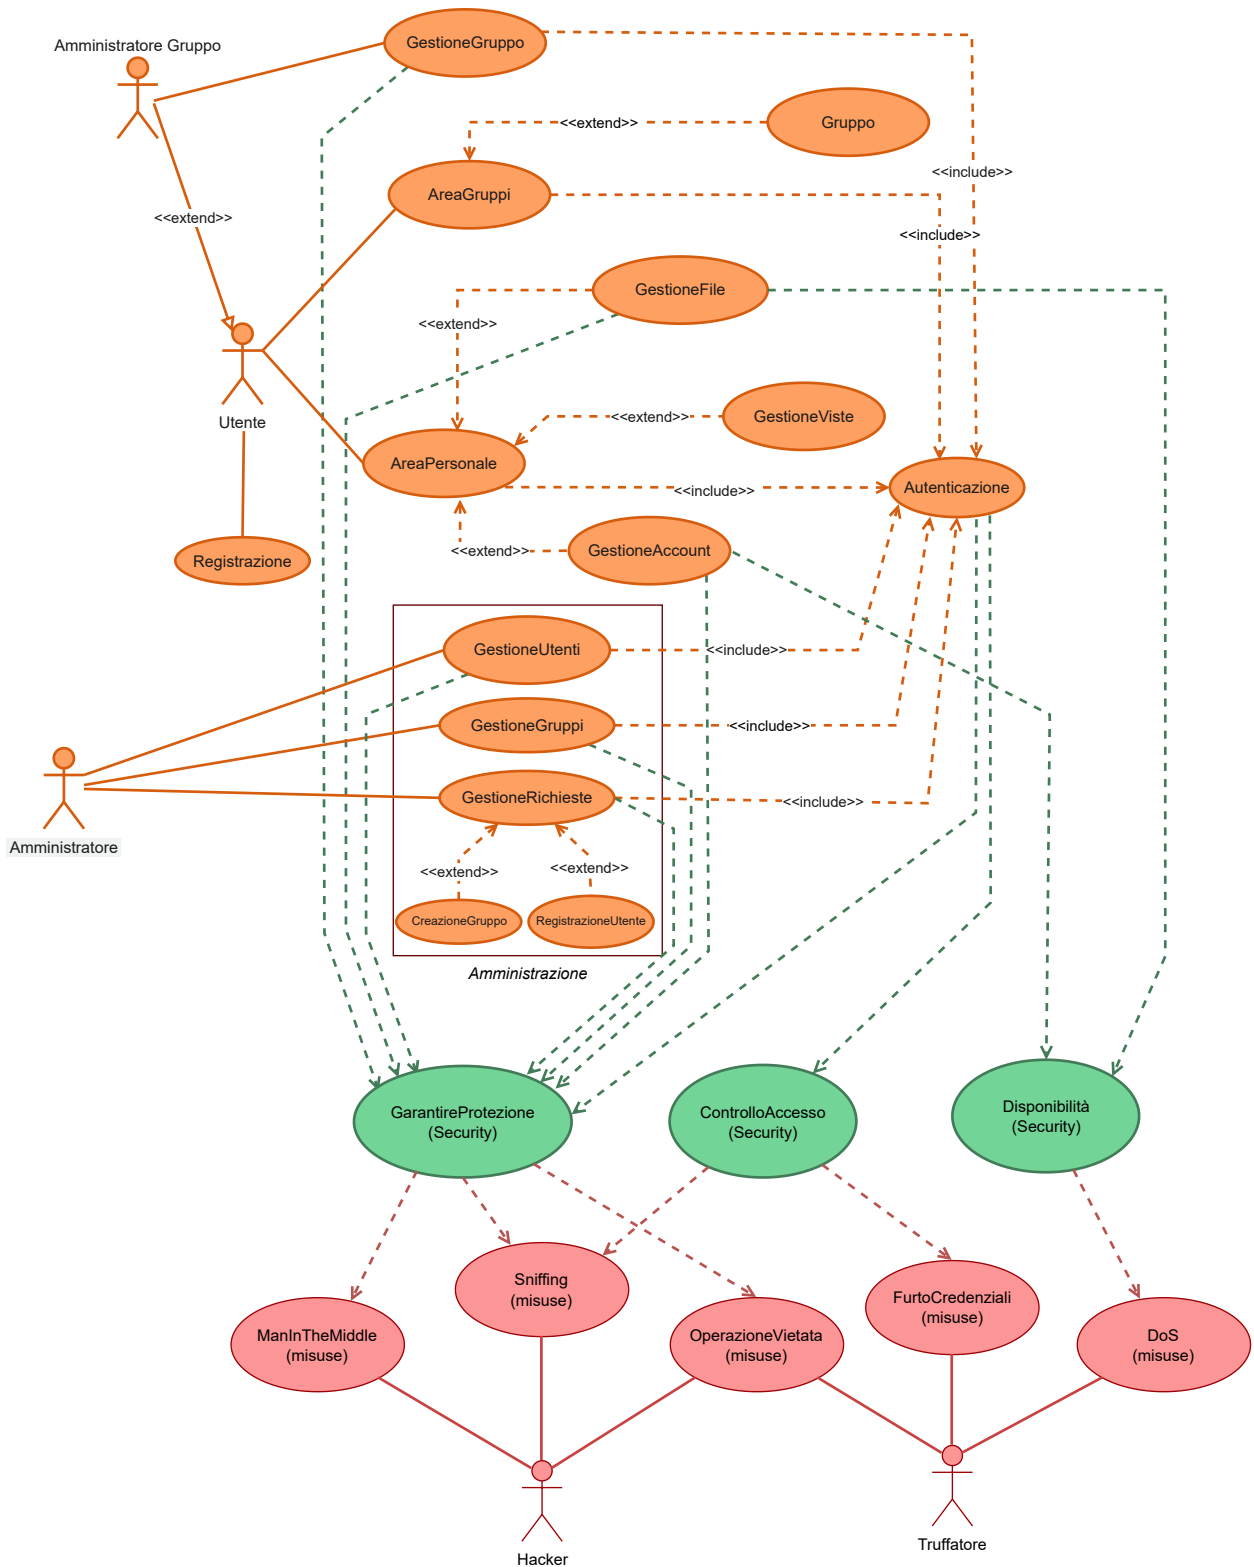 GestioneGruppo
Amministratore Gruppo
<<extend>>
Gruppo
<<include>>
AreaGruppi
<<extend>>
<<include>>
GestioneFile
<<extend>>
Utente
<<extend>>
GestioneViste
AreaPersonale
<<include>>
Autenticazione
<<extend>>
GestioneAccount
Registrazione
GestioneUtenti
<<include>>
GestioneGruppi
<<include>>
GestioneRichieste
<<include>>
Amministratore
<<extend>>
<<extend>>
CreazioneGruppo
RegistrazioneUtente
Amministrazione
GarantireProtezione
(Security)
ControlloAccesso
(Security)
Disponibilità
(Security)
Sniffing
(misuse)
FurtoCredenziali
(misuse)
ManInTheMiddle
(misuse)
OperazioneVietata
(misuse)
DoS
(misuse)
Truffatore
Hacker